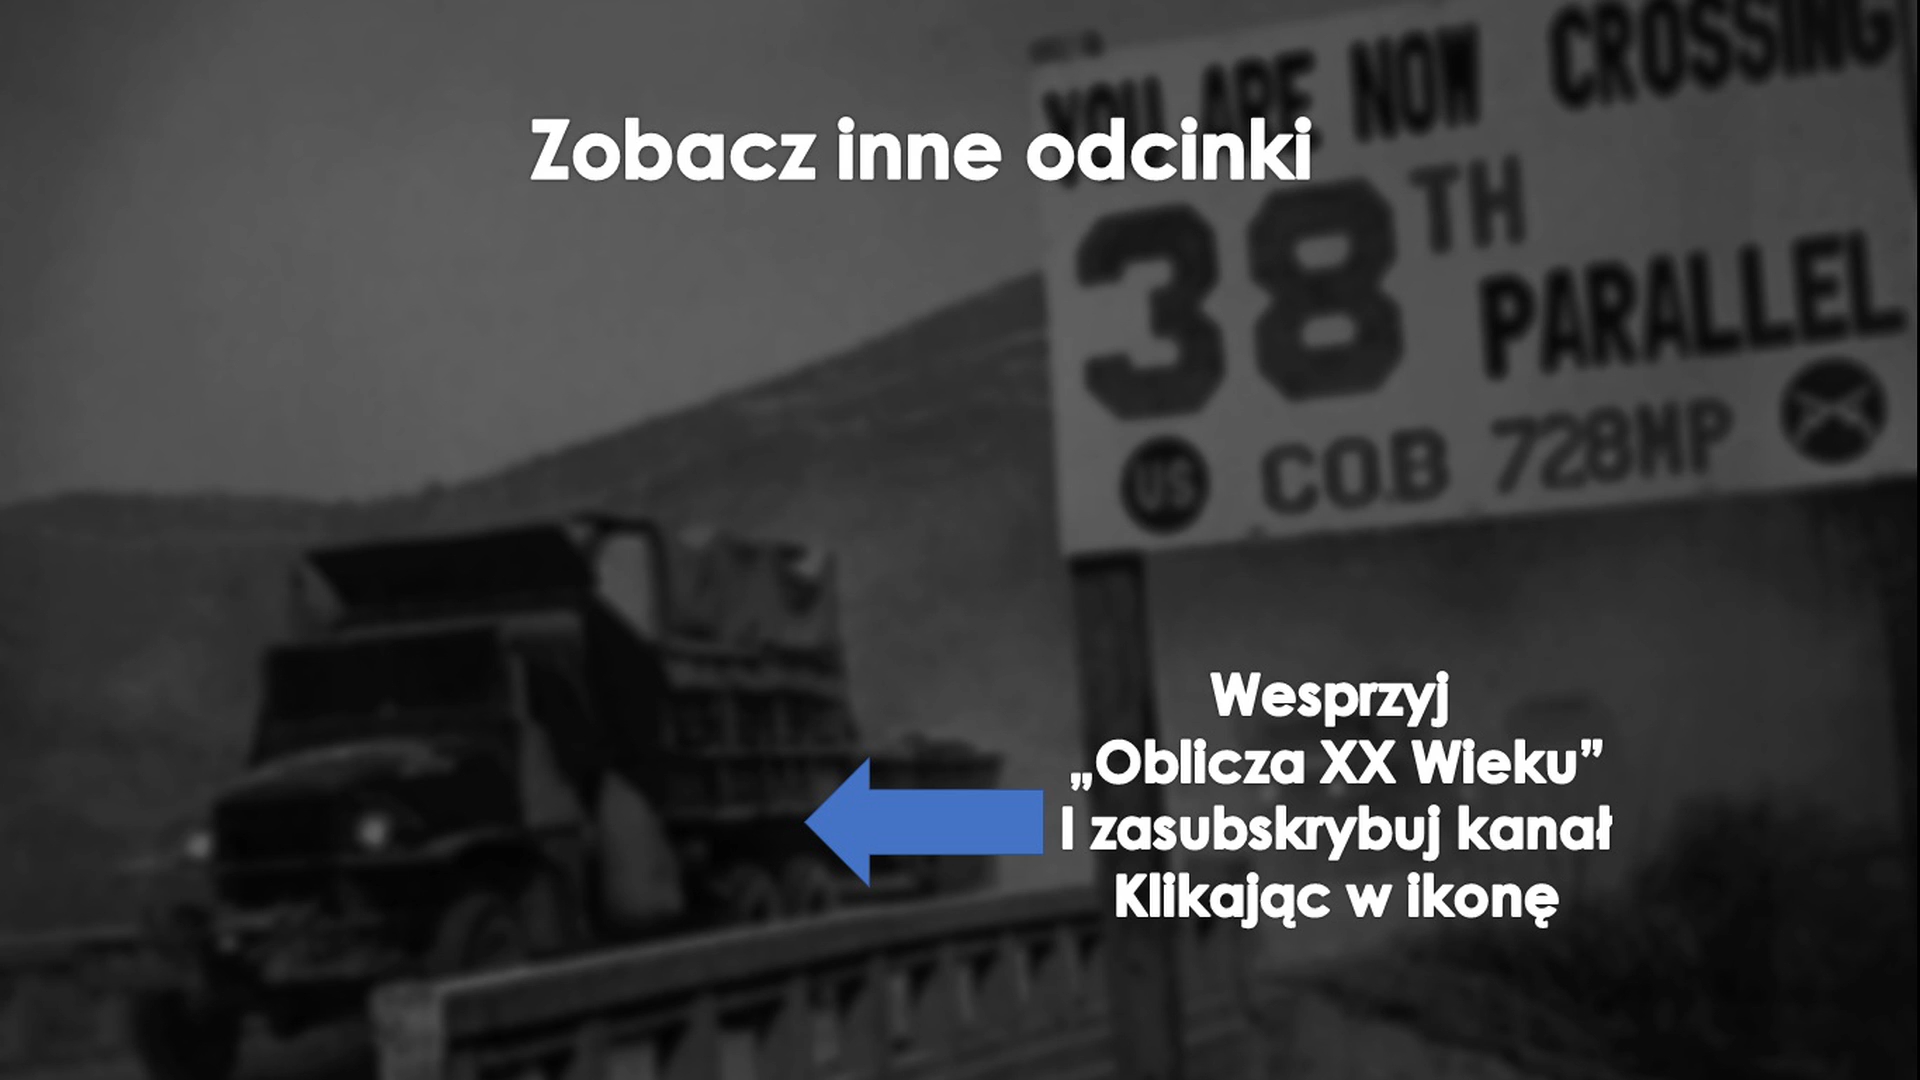 Zobacz inne odcinki
YOU ARE NOW CROSSING
38TH
PARALLEL
US CO.B 728MP
Wesprzyj
„Oblicza XX Wieku”
I zasubskrybuj kanał
Klikając w ikonę